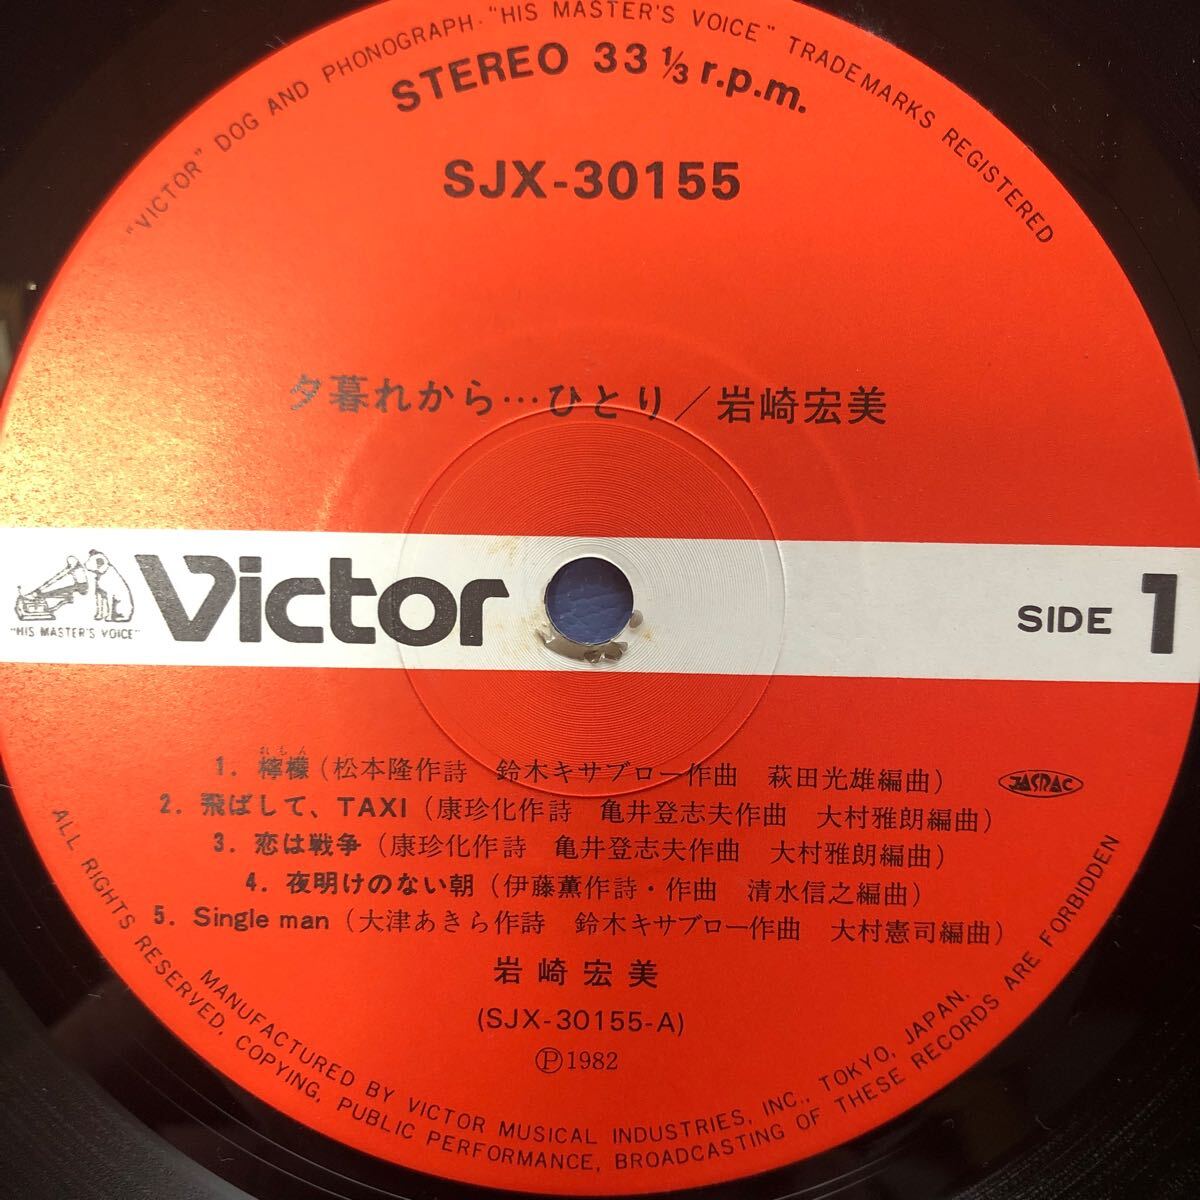 "VICTOR" DOG AND PHONOGRAPH. "HIS MASTER'S VOICE" TRADEMARKS REGISTERED
STEREO 33 ⅓ r.p.m.
SJX-30155
夕暮れから…ひとり／岩崎宏美
"HIS MASTER'S VOICE"
Victor
SIDE 1
れもん
1. 檸檬（松本隆作詩 鈴木キサブロー作曲 萩田光雄編曲）
JASRAC
2. 飛ばして、TAXI（康珍化作詩 亀井登志夫作曲 大村雅朗編曲）
3. 恋は戦争（康珍化作詩 亀井登志夫作曲 大村雅朗編曲）
4. 夜明けのない朝（伊藤薫作詩・作曲 清水信之編曲）
5. Single man（大津あきら作詩 鈴木キサブロー作曲 大村憲司編曲）
岩崎宏美
(SJX-30155-A)
Ⓟ1982
MANUFACTURED BY VICTOR MUSICAL INDUSTRIES, INC., TOKYO, JAPAN.
ALL RIGHTS RESERVED, COPYING, PUBLIC PERFORMANCE, BROADCASTING OF THESE RECORDS ARE FORBIDDEN